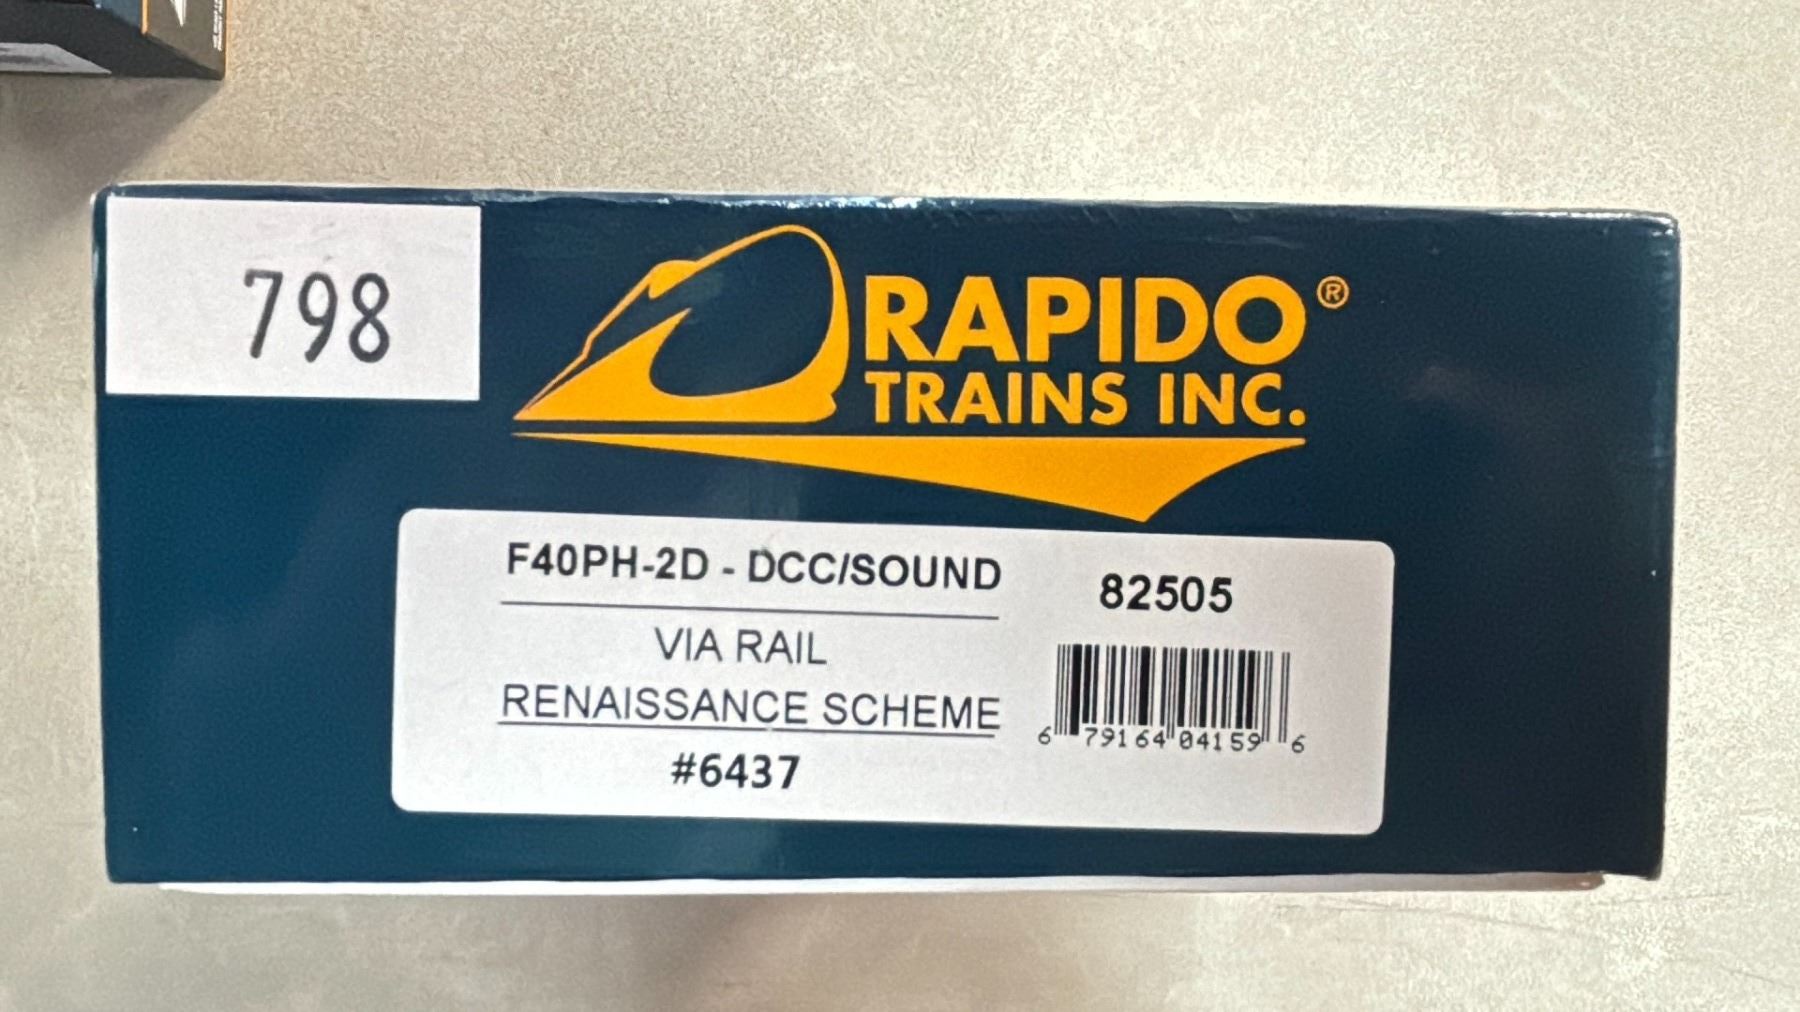 798
RAPIDO®
TRAINS INC.
F40PH-2D - DCC/SOUND
82505
VIA RAIL
RENAISSANCE SCHEME
#6437
6 79164 04159 6